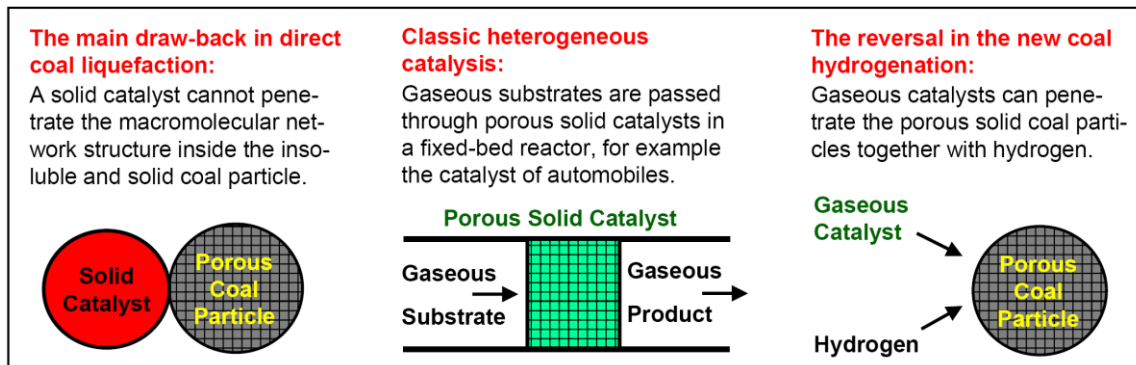 The main draw-back in direct
coal liquefaction:
A solid catalyst cannot pene-
trate the macromolecular net-
work structure inside the inso-
luble and solid coal particle.
Solid
Catalyst
Porous
Coal
Particle
Classic heterogeneous
catalysis:
Gaseous substrates are passed
through porous solid catalysts in
a fixed-bed reactor, for example
the catalyst of automobiles.
Porous Solid Catalyst
Gaseous
Substrate
Gaseous
Product
The reversal in the new coal
hydrogenation:
Gaseous catalysts can pene-
trate the porous solid coal parti-
cles together with hydrogen.
Gaseous
Catalyst
Hydrogen
Porous
Coal
Particle